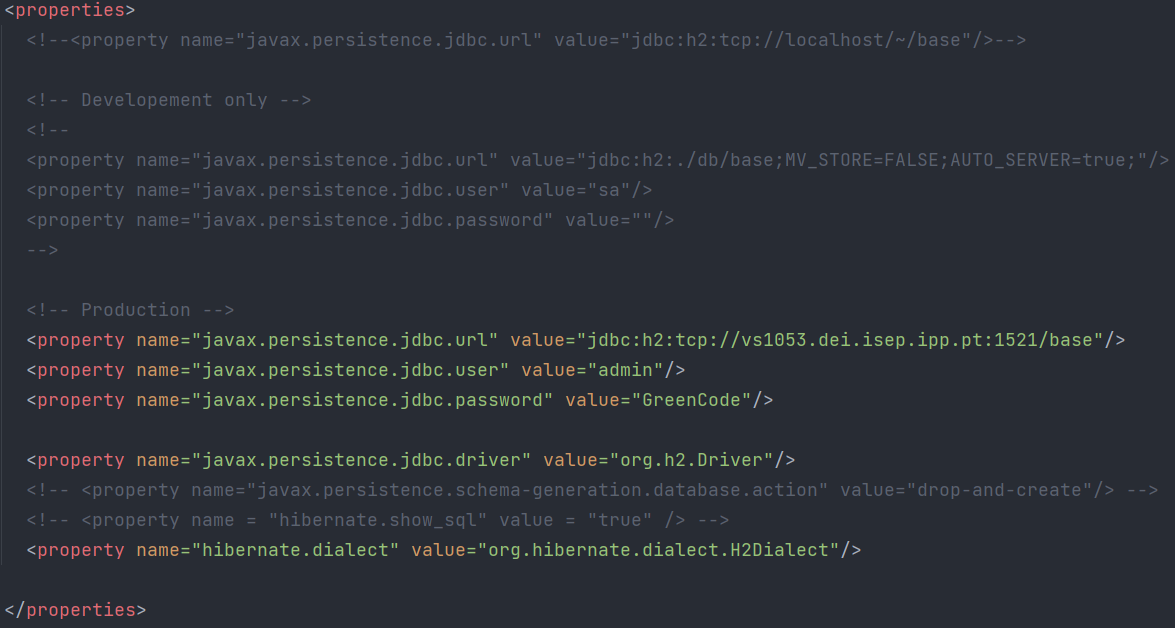 <properties>
<!--<property name="javax.persistence.jdbc.url" value="jdbc:h2:tcp://localhost/~/base"/>-->
<!-- Developement only -->
<!--
<property name="javax.persistence.jdbc.url" value="jdbc:h2:./db/base;MV_STORE=FALSE;AUTO_SERVER=true;"/>
<property name="javax.persistence.jdbc.user" value="sa"/>
<property name="javax.persistence.jdbc.password" value=""/>
-->
<!-- Production -->
<property name="javax.persistence.jdbc.url" value="jdbc:h2:tcp://vs1053.dei.isep.ipp.pt:1521/base"/>
<property name="javax.persistence.jdbc.user" value="admin"/>
<property name="javax.persistence.jdbc.password" value="GreenCode"/>
<property name="javax.persistence.jdbc.driver" value="org.h2.Driver"/>
<!-- <property name="javax.persistence.schema-generation.database.action" value="drop-and-create"/> -->
<!-- <property name = "hibernate.show_sql" value = "true" /> -->
<property name="hibernate.dialect" value="org.hibernate.dialect.H2Dialect"/>
</properties>